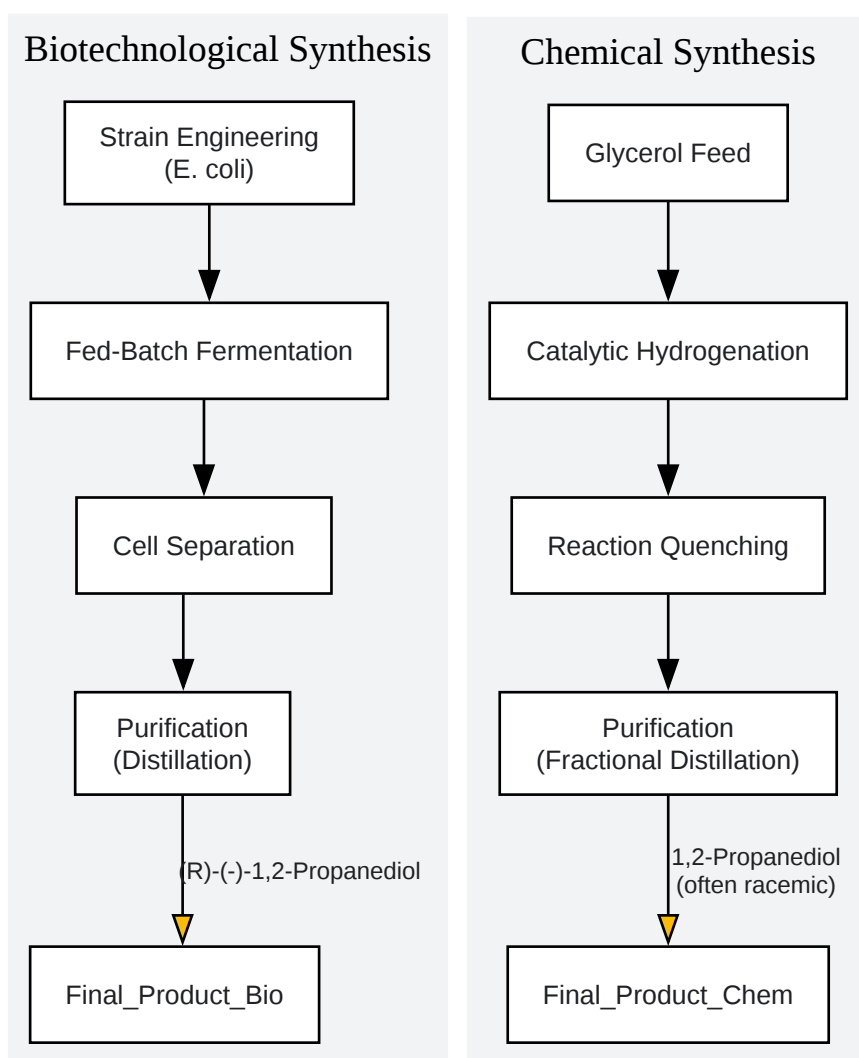 Biotechnological Synthesis
Strain Engineering
(E. coli)
Fed-Batch Fermentation
Cell Separation
Purification
(Distillation)
(R)-(-)-1,2-Propanediol
Final_Product_Bio
Chemical Synthesis
Glycerol Feed
Catalytic Hydrogenation
Reaction Quenching
Purification
(Fractional Distillation)
1,2-Propanediol
(often racemic)
Final_Product_Chem